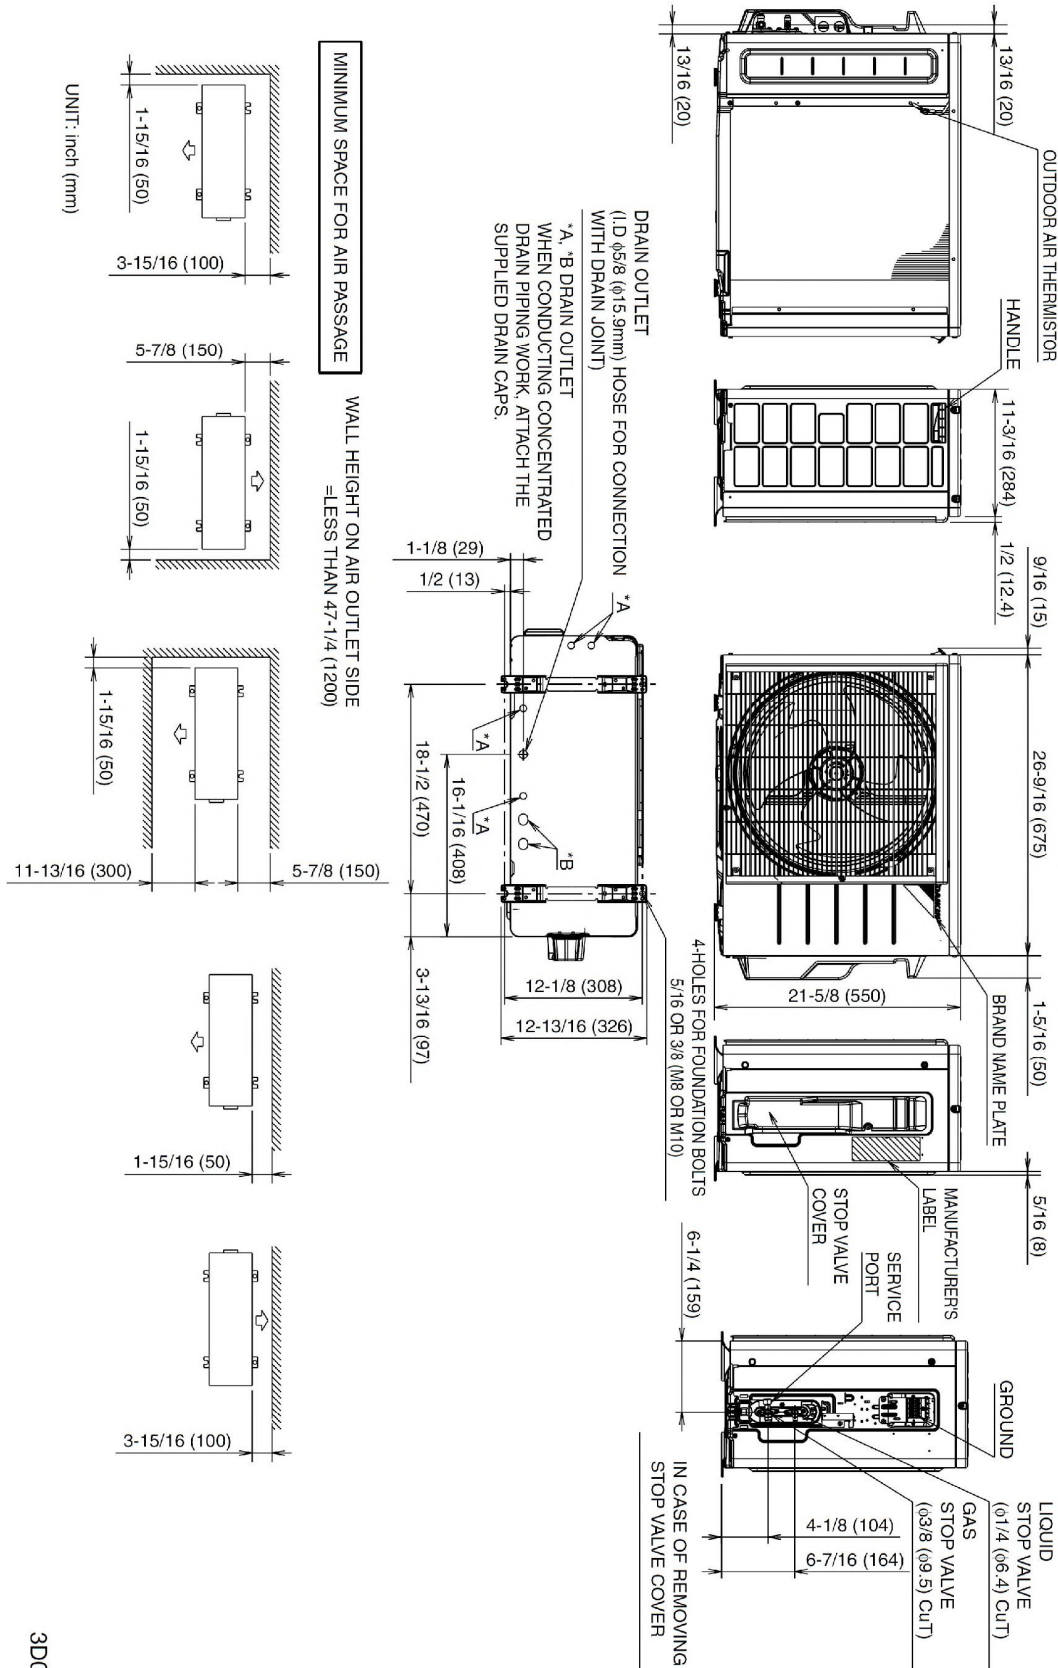 13/16 (20)
13/16 (20)
OUTDOOR AIR THERMISTOR
HANDLE
11-3/16 (284)
1/2 (12.4)
9/16 (15)
26-9/16 (675)
1-5/16 (50)
BRAND NAME PLATE
21-5/8 (550)
5/16 (8)
MANUFACTURER'S
LABEL
STOP VALVE
COVER
SERVICE
PORT
6-1/4 (159)
GROUND
LIQUID
STOP VALVE
(ϕ1/4 (ϕ6.4) CuT)
GAS
STOP VALVE
(ϕ3/8 (ϕ9.5) CuT)
4-1/8 (104)
6-7/16 (164)
IN CASE OF REMOVING
STOP VALVE COVER
DRAIN OUTLET
(I.D ϕ5/8 (ϕ15.9mm) HOSE FOR CONNECTION
WITH DRAIN JOINT)
*A, *B DRAIN OUTLET
WHEN CONDUCTING CONCENTRATED
DRAIN PIPING WORK, ATTACH THE
SUPPLIED DRAIN CAPS.
1-1/8 (29)
1/2 (13)
*A
*A
*A
*B
18-1/2 (470)
16-1/16 (408)
3-13/16 (97)
12-1/8 (308)
12-13/16 (326)
4-HOLES FOR FOUNDATION BOLTS
5/16 OR 3/8 (M8 OR M10)
MINIMUM SPACE FOR AIR PASSAGE
WALL HEIGHT ON AIR OUTLET SIDE
=LESS THAN 47-1/4 (1200)
1-15/16 (50)
3-15/16 (100)
5-7/8 (150)
1-15/16 (50)
1-15/16 (50)
11-13/16 (300)
5-7/8 (150)
1-15/16 (50)
3-15/16 (100)
UNIT: inch (mm)